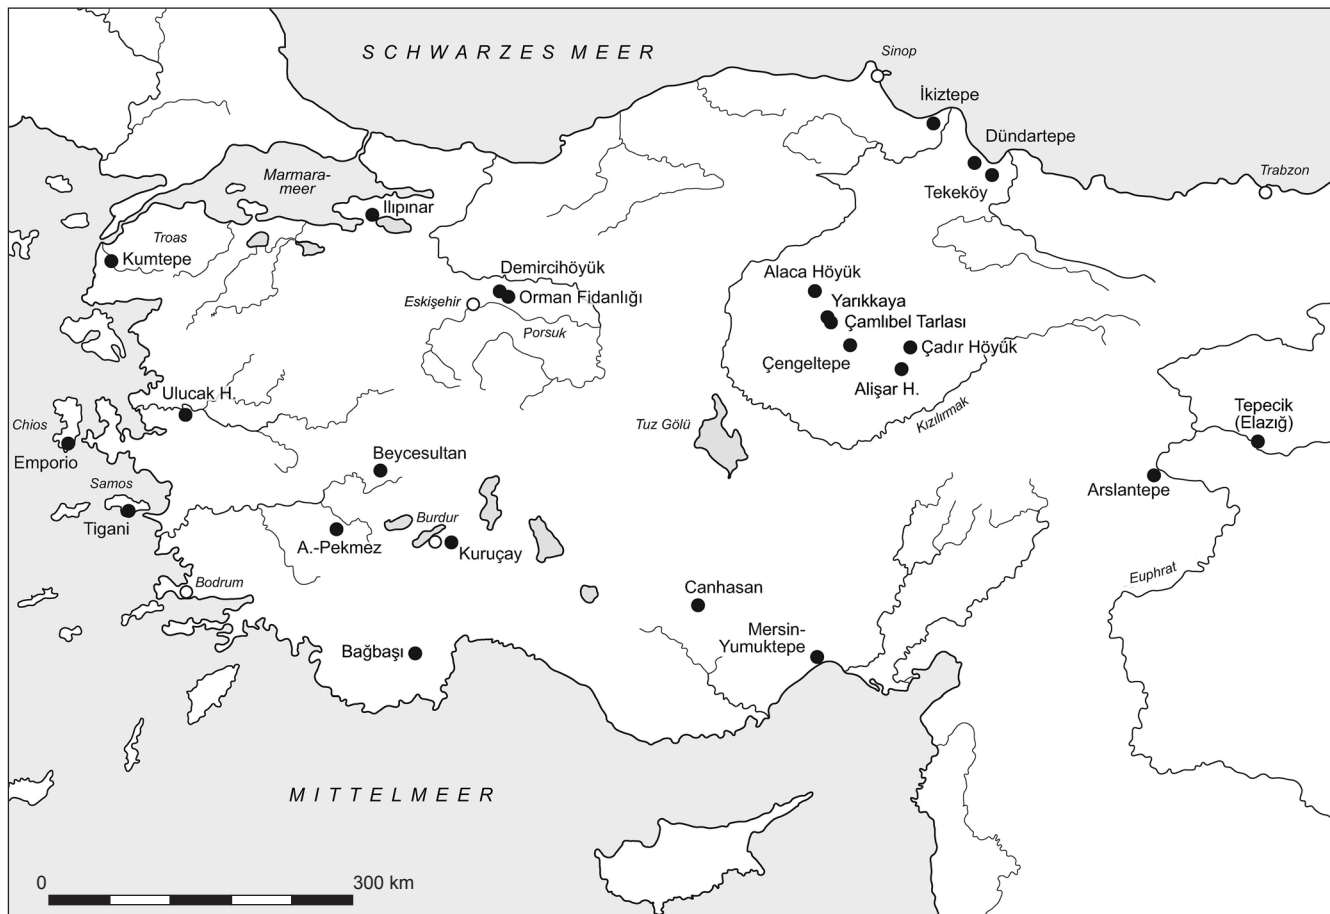 SCHWARZES MEER
Sinop
İkiztepe
Dündartepe
Trabzon
Tekeköy
Marmara-
meer
Ilıpınar
Troas
Kumtepe
Demircihöyük
Eskişehir
Orman Fidanlığı
Porsuk
Alaca Höyük
Yarıkkaya
Çamlıbel Tarlası
Çengeltepe
Çadır Höyük
Alişar H.
Kızılırmak
Ulucak H.
Chios
Emporio
Tuz Gölü
Tepecik
(Elazığ)
Beycesultan
Arslantepe
Samos
Tigani
Burdur
A.-Pekmez
Kuruçay
Bodrum
Euphrat
Canhasan
Mersin-
Yumuktepe
Bağbaşı
MITTELMEER
0
300 km